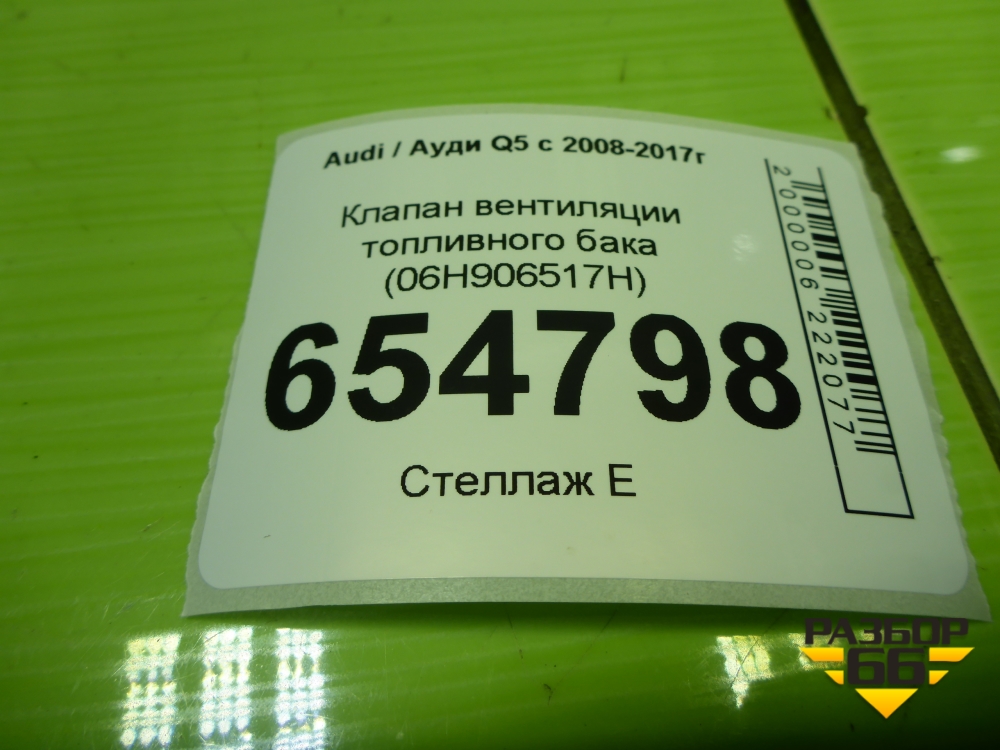 Audi / Ауди Q5 с 2008-2017г
Клапан вентиляции
топливного бака
(06H906517H)
654798
Стеллаж Е
2000006222077
РАЗБОР
66